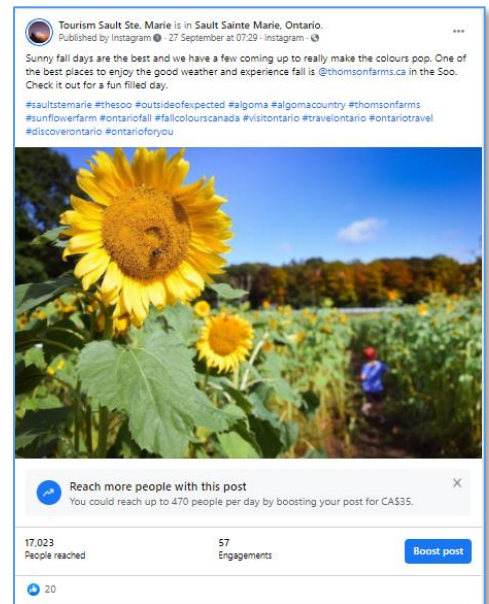 Tourism Sault Ste. Marie is in Sault Sainte Marie, Ontario.
Published by Instagram · 27 September at 07:29 · Instagram ·
Sunny fall days are the best and we have a few coming up to really make the colours pop. One of
the best places to enjoy the good weather and experience fall is @thomsonfarms.ca in the Soo.
Check it out for a fun filled day.
#saultstemarie #thesoo #outsideofexpected #algoma #algomacountry #thomsonfarms
#sunflowerfarm #ontariofall #fallcolourscanada #visitontario #travelontario #ontariotravel
#discoverontario #ontarioforyou
Reach more people with this post
You could reach up to 470 people per day by boosting your post for CA$35.
17,023
People reached
57
Engagements
Boost post
20